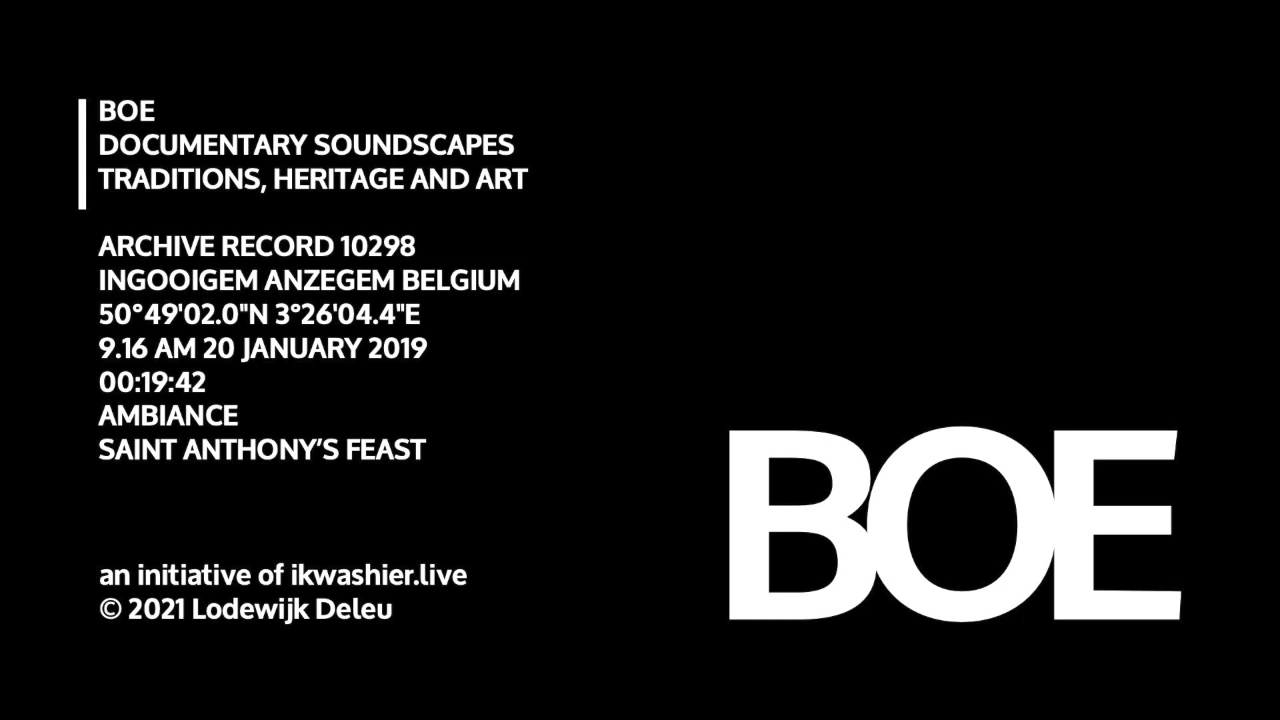 BOE
DOCUMENTARY SOUNDSCAPES
TRADITIONS, HERITAGE AND ART
ARCHIVE RECORD 10298
INGOOIGEM ANZEGEM BELGIUM
50°49'02.0"N 3°26'04.4"E
9.16 AM 20 JANUARY 2019
00:19:42
AMBIANCE
SAINT ANTHONY’S FEAST
an initiative of ikwashier.live
© 2021 Lodewijk Deleu
BOE